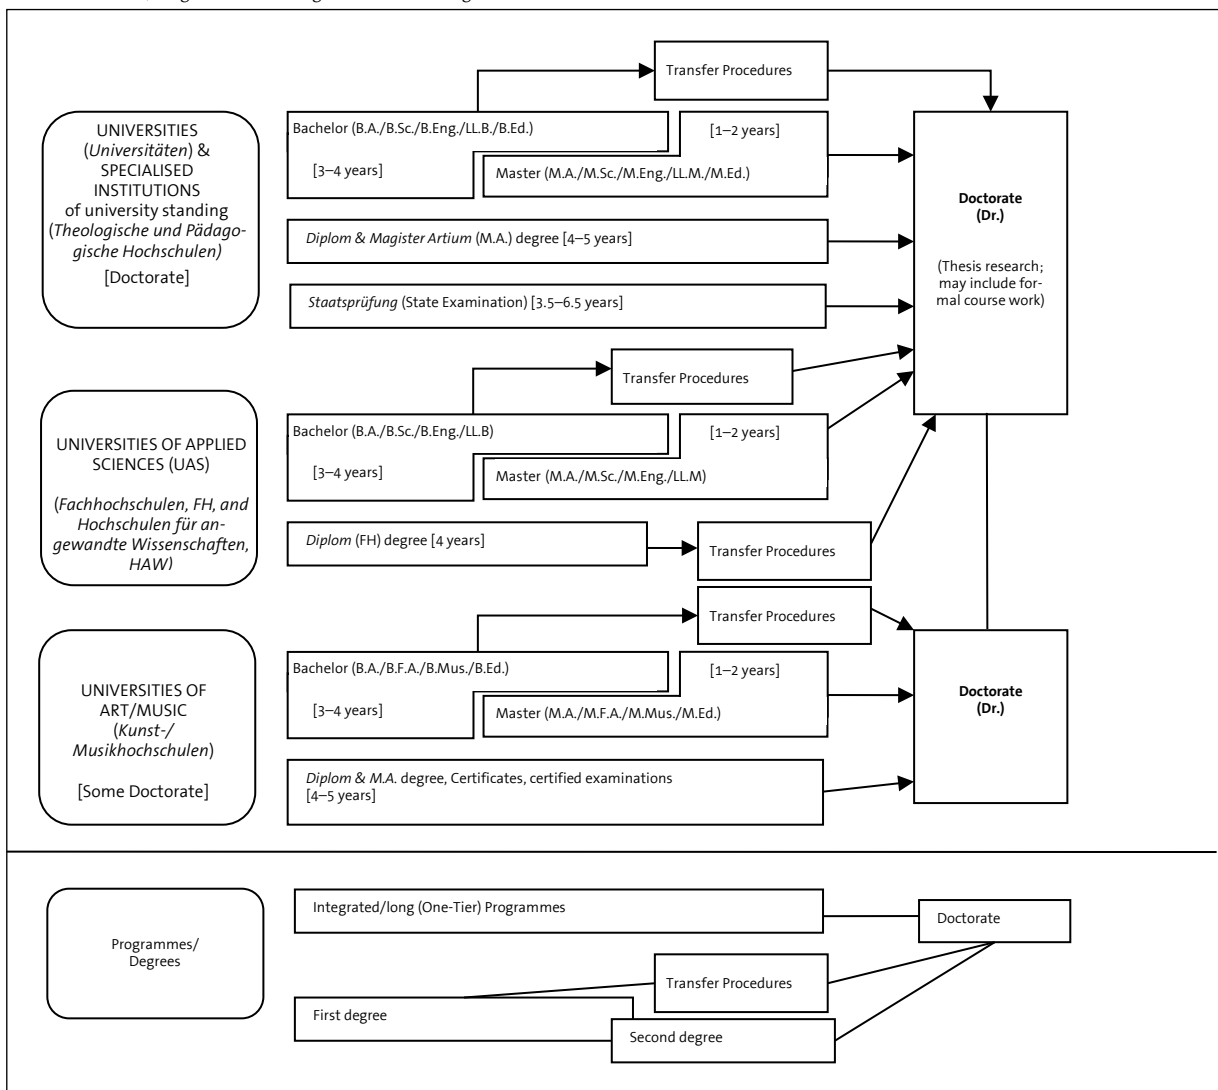 Transfer Procedures
UNIVERSITIES
(Universitäten) &
SPECIALISED
INSTITUTIONS
of university standing
(Theologische und Pädago-
gische Hochschulen)
[Doctorate]
Bachelor (B.A./B.Sc./B.Eng./LL.B./B.Ed.)
[1–2 years]
[3–4 years]
Master (M.A./M.Sc./M.Eng./LL.M./M.Ed.)
Diplom & Magister Artium (M.A.) degree [4–5 years]
Staatsprüfung (State Examination) [3.5–6.5 years]
Doctorate
(Dr.)
(Thesis research;
may include for-
mal course work)
Transfer Procedures
UNIVERSITIES OF APPLIED
SCIENCES (UAS)
(Fachhochschulen, FH, and
Hochschulen für an-
gewandte Wissenschaften,
HAW)
Bachelor (B.A./B.Sc./B.Eng./LL.B)
[1–2 years]
[3–4 years]
Master (M.A./M.Sc./M.Eng./LL.M)
Diplom (FH) degree [4 years]
Transfer Procedures
Transfer Procedures
UNIVERSITIES OF
ART/MUSIC
(Kunst-/
Musikhochschulen)
[Some Doctorate]
Bachelor (B.A./B.F.A./B.Mus./B.Ed.)
[1–2 years]
[3–4 years]
Master (M.A./M.F.A./M.Mus./M.Ed.)
Diplom & M.A. degree, Certificates, certified examinations
[4–5 years]
Doctorate
(Dr.)
Programmes/
Degrees
Integrated/long (One-Tier) Programmes
Doctorate
Transfer Procedures
First degree
Second degree